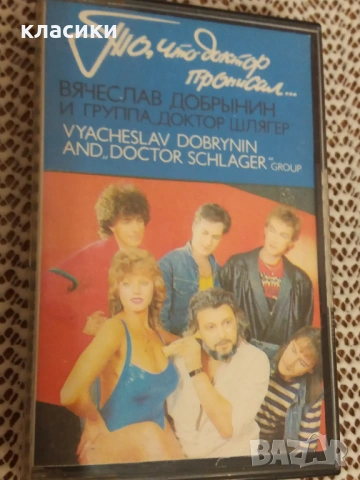 класики
То, что доктор
прописал...
ВЯЧЕСЛАВ ДОБРЫНИН
И ГРУППА „ДОКТОР ШЛЯГЕР"
VYACHESLAV DOBRYNIN
AND „DOCTOR SCHLAGER" GROUP
BAZAR